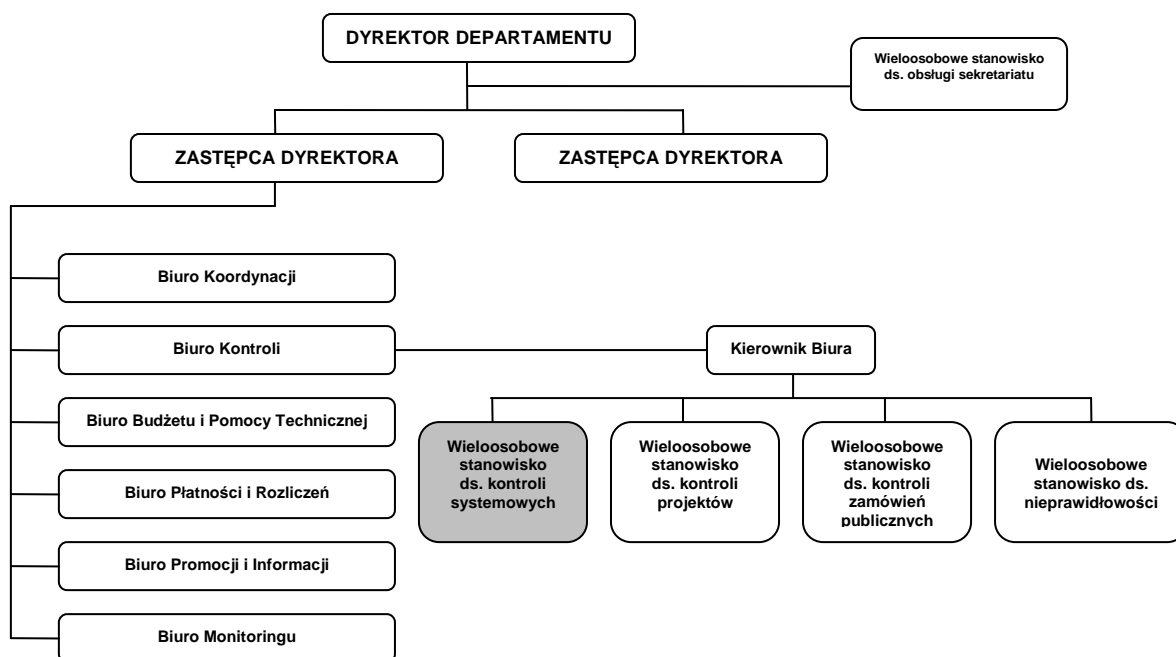 DYREKTOR DEPARTAMENTU
Wieloosobowe stanowisko
ds. obsługi sekretariatu
ZASTĘPCA DYREKTORA
ZASTĘPCA DYREKTORA
Biuro Koordynacji
Biuro Kontroli
Kierownik Biura
Biuro Budżetu i Pomocy Technicznej
Wieloosobowe
stanowisko
ds. kontroli
systemowych
Wieloosobowe
stanowisko
ds. kontroli
projektów
Wieloosobowe
stanowisko
ds. kontroli
zamówień
publicznych
Wieloosobowe
stanowisko ds.
nieprawidłowości
Biuro Płatności i Rozliczeń
Biuro Promocji i Informacji
Biuro Monitoringu